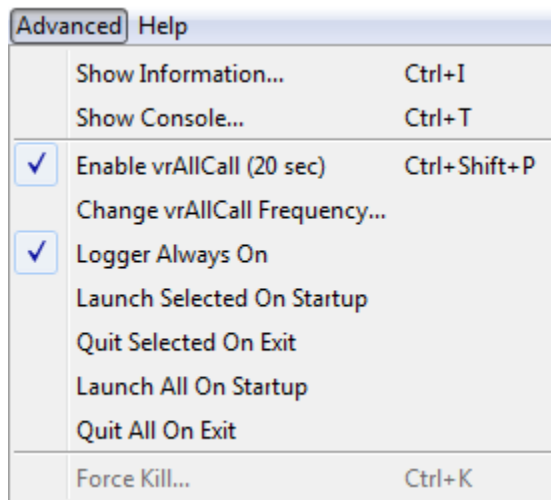 Advanced Help
Show Information... Ctrl+I
Show Console... Ctrl+T
Enable vrAllCall (20 sec) Ctrl+Shift+P
Change vrAllCall Frequency...
Logger Always On
Launch Selected On Startup
Quit Selected On Exit
Launch All On Startup
Quit All On Exit
Force Kill... Ctrl+K